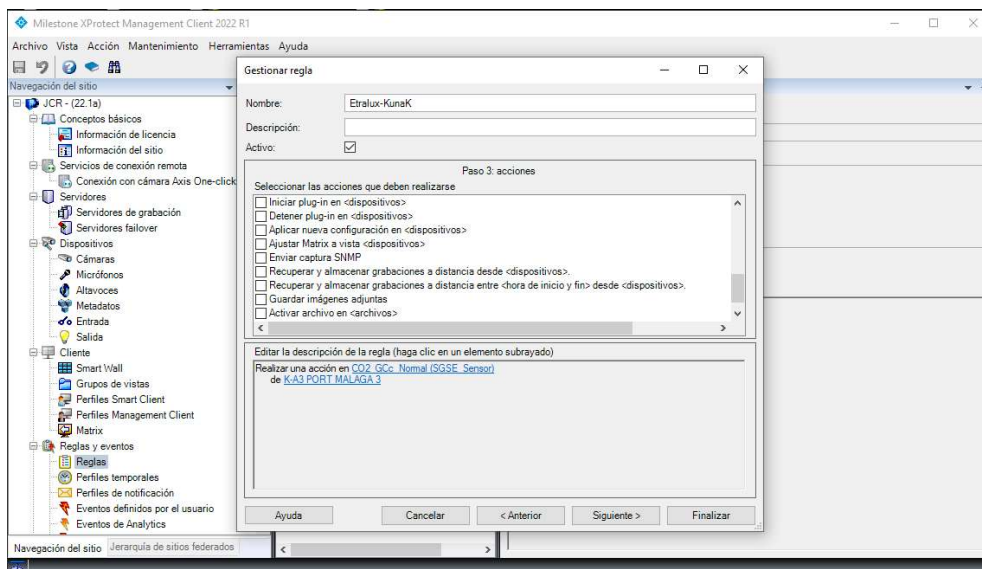 Milestone XProtect Management Client 2022 R1
Archivo Vista Acción Mantenimiento Herramientas Ayuda
Navegación del sitio
JCR - (22.1a)
Conceptos básicos
Información de licencia
Información del sitio
Servicios de conexión remota
Conexión con cámara Axis One-click
Servidores
Servidores de grabación
Servidores failover
Dispositivos
Cámaras
Micrófonos
Altavoces
Metadatos
Entrada
Salida
Cliente
Smart Wall
Grupos de vistas
Perfiles Smart Client
Perfiles Management Client
Matrix
Reglas y eventos
Reglas
Perfiles temporales
Perfiles de notificación
Eventos definidos por el usuario
Eventos de Analytics
Navegación del sitio Jerarquía de sitios federados
Gestionar regla
Nombre: Etralux-KunaK
Descripción:
Activo:
Paso 3: acciones
Seleccionar las acciones que deben realizarse
Iniciar plug-in en <dispositivos>
Detener plug-in en <dispositivos>
Aplicar nueva configuración en <dispositivos>
Ajustar Matrix a vista <dispositivos>
Enviar captura SNMP
Recuperar y almacenar grabaciones a distancia desde <dispositivos>.
Recuperar y almacenar grabaciones a distancia entre <hora de inicio y fin> desde <dispositivos>.
Guardar imágenes adjuntas
Activar archivo en <archivos>
Editar la descripción de la regla (haga clic en un elemento subrayado)
Realizar una acción en CO2_GCc_Normal (SGSE_Sensor)
de K-A3 PORT MALAGA 3
Ayuda Cancelar < Anterior Siguiente > Finalizar